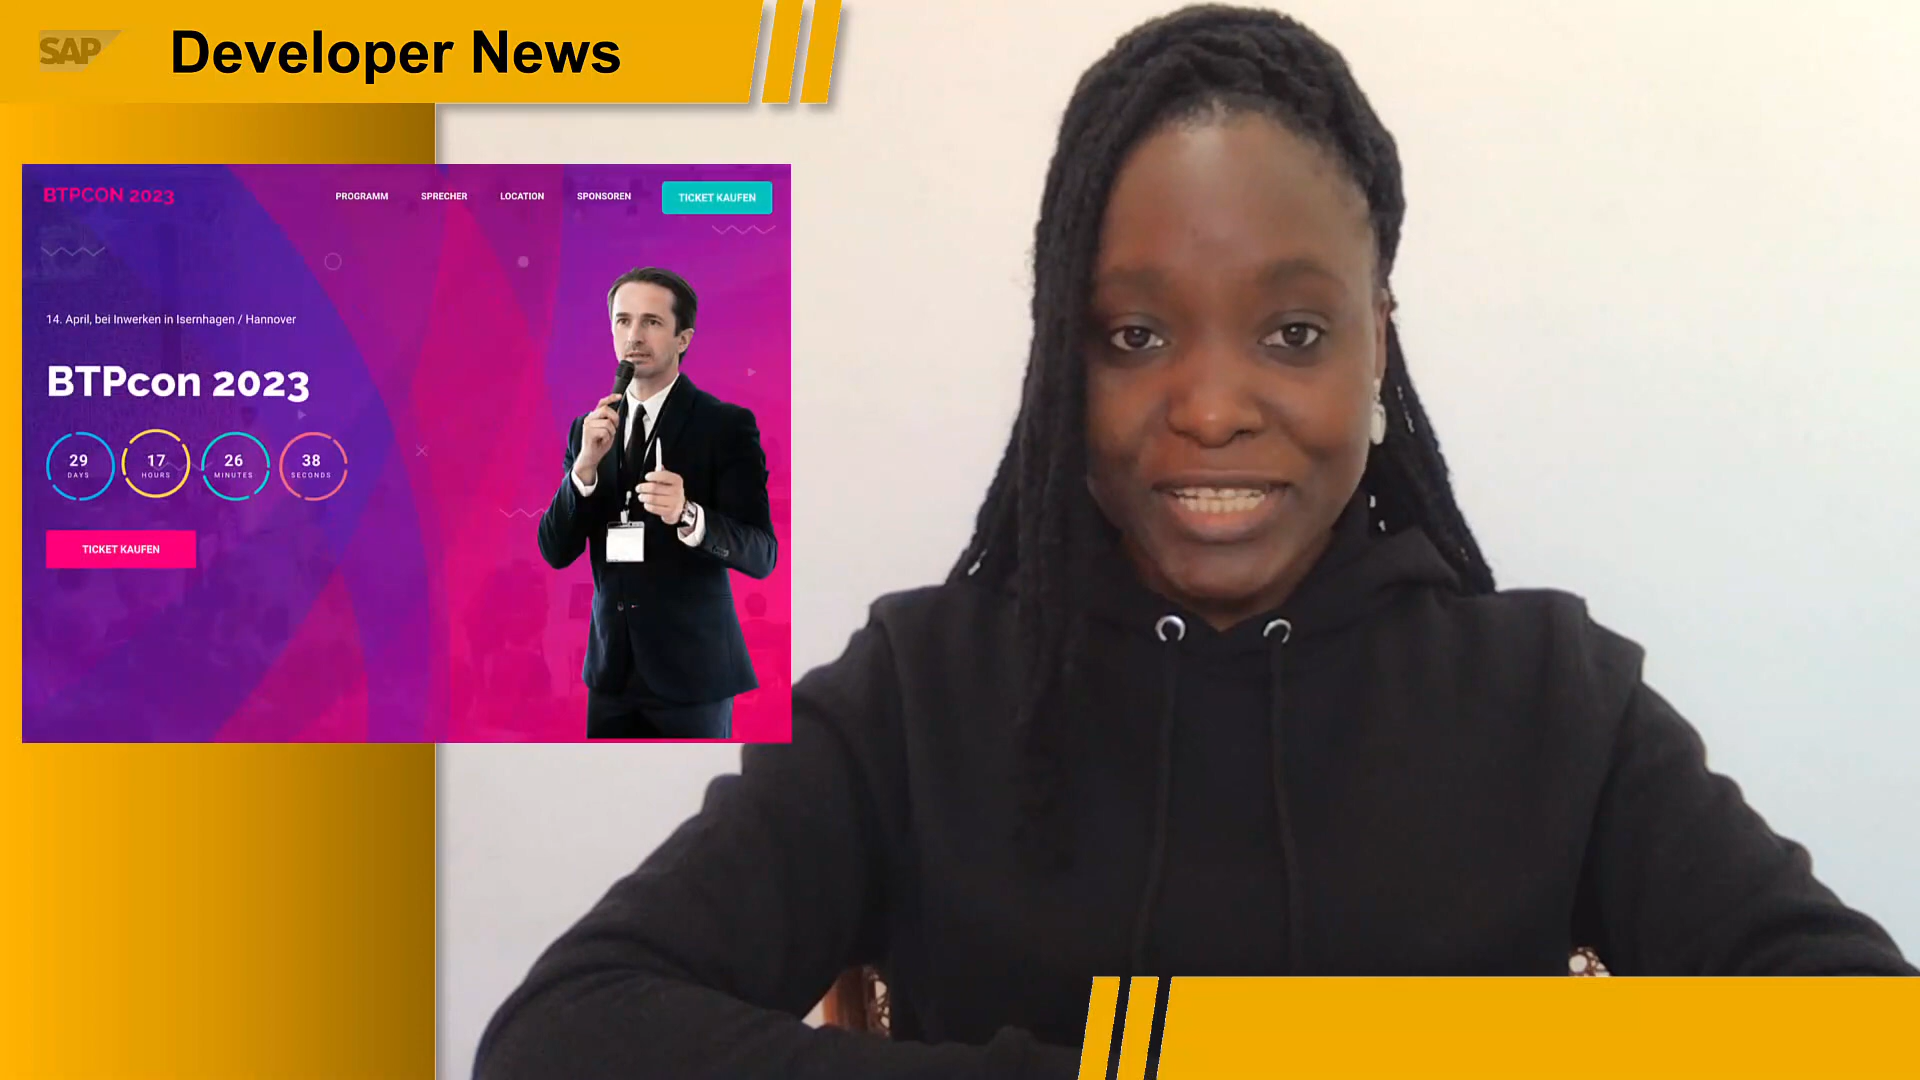 SAP
Developer News
BTPCON 2023
PROGRAMM SPRECHER LOCATION SPONSOREN TICKET KAUFEN
14. April, bei Inwerken in Isernhagen / Hannover
BTPcon 2023
29 17 26 38
DAYS HOURS MINUTES SECONDS
TICKET KAUFEN